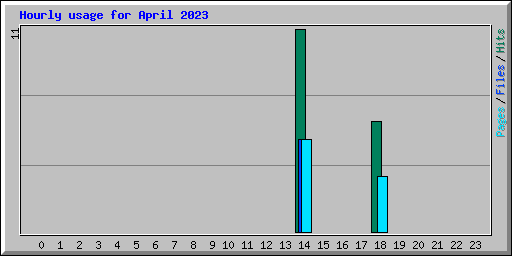 Hourly usage for April 2023
11
Pages/Files/Hits
0 1 2 3 4 5 6 7 8 9 10 11 12 13 14 15 16 17 18 19 20 21 22 23